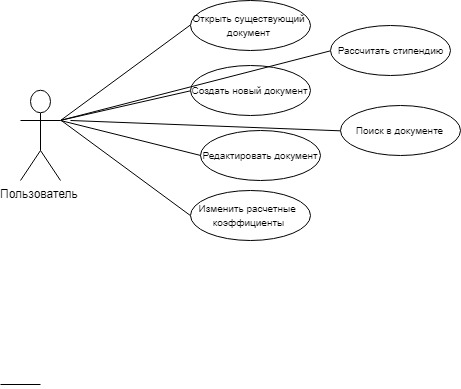 Открыть существующий
документ
Рассчитать стипендию
Создать новый документ
Поиск в документе
Редактировать документ
Пользователь
Изменить расчетные
коэффициенты